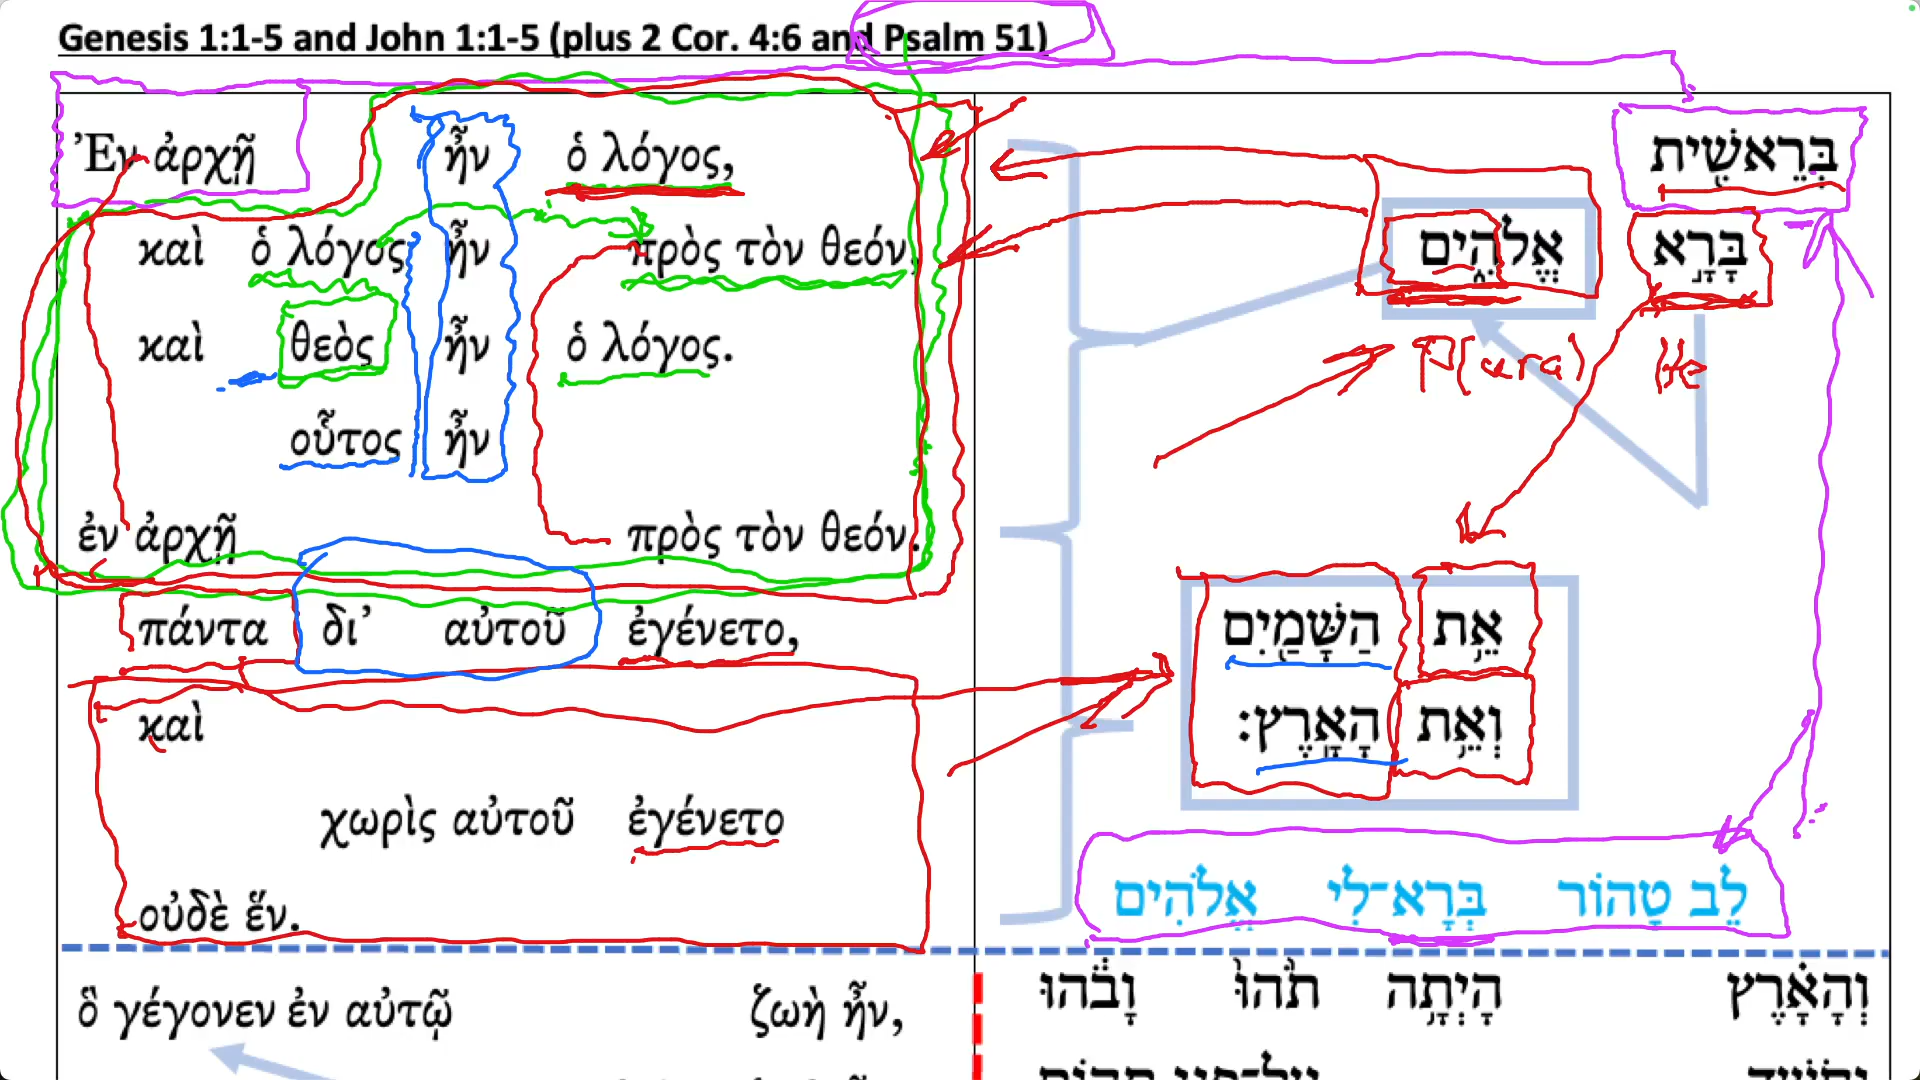 Genesis 1:1-5 and John 1:1-5 (plus 2 Cor. 4:6 and Psalm 51)
Ἐν ἀρχῇ ἦν ὁ λόγος,
καὶ ὁ λόγος ἦν πρὸς τὸν θεόν,
καὶ θεὸς ἦν ὁ λόγος.
οὗτος ἦν
ἐν ἀρχῇ πρὸς τὸν θεόν.
πάντα δι’ αὐτοῦ ἐγένετο,
καὶ
χωρὶς αὐτοῦ ἐγένετο
οὐδὲ ἕν.
ὃ γέγονεν ἐν αὐτῷ ζωὴ ἦν,
בְּרֵאשִׁ֖ית
בָּרָ֣א אֱלֹהִ֑ים
Plural He
אֵ֥ת הַשָּׁמַ֖יִם
וְאֵ֥ת הָאָֽרֶץ׃
לֵב טָהוֹר בְּרָא־לִי אֱלֹהִים
וְהָאָ֗רֶץ הָיְתָ֥ה תֹ֙הוּ֙ וָבֹ֔הוּ